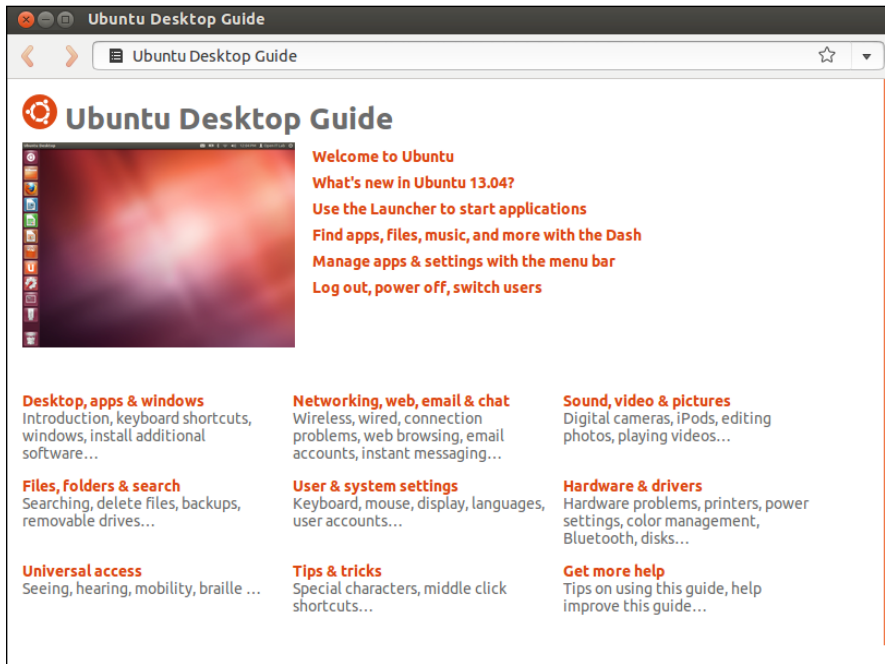 Ubuntu Desktop Guide
Ubuntu Desktop Guide
Ubuntu Desktop Guide
Welcome to Ubuntu
What's new in Ubuntu 13.04?
Use the Launcher to start applications
Find apps, files, music, and more with the Dash
Manage apps & settings with the menu bar
Log out, power off, switch users
Desktop, apps & windows
Introduction, keyboard shortcuts,
windows, install additional
software…
Networking, web, email & chat
Wireless, wired, connection
problems, web browsing, email
accounts, instant messaging…
Sound, video & pictures
Digital cameras, iPods, editing
photos, playing videos…
Files, folders & search
Searching, delete files, backups,
removable drives…
User & system settings
Keyboard, mouse, display, languages,
user accounts…
Hardware & drivers
Hardware problems, printers, power
settings, color management,
Bluetooth, disks…
Universal access
Seeing, hearing, mobility, braille …
Tips & tricks
Special characters, middle click
shortcuts…
Get more help
Tips on using this guide, help
improve this guide…